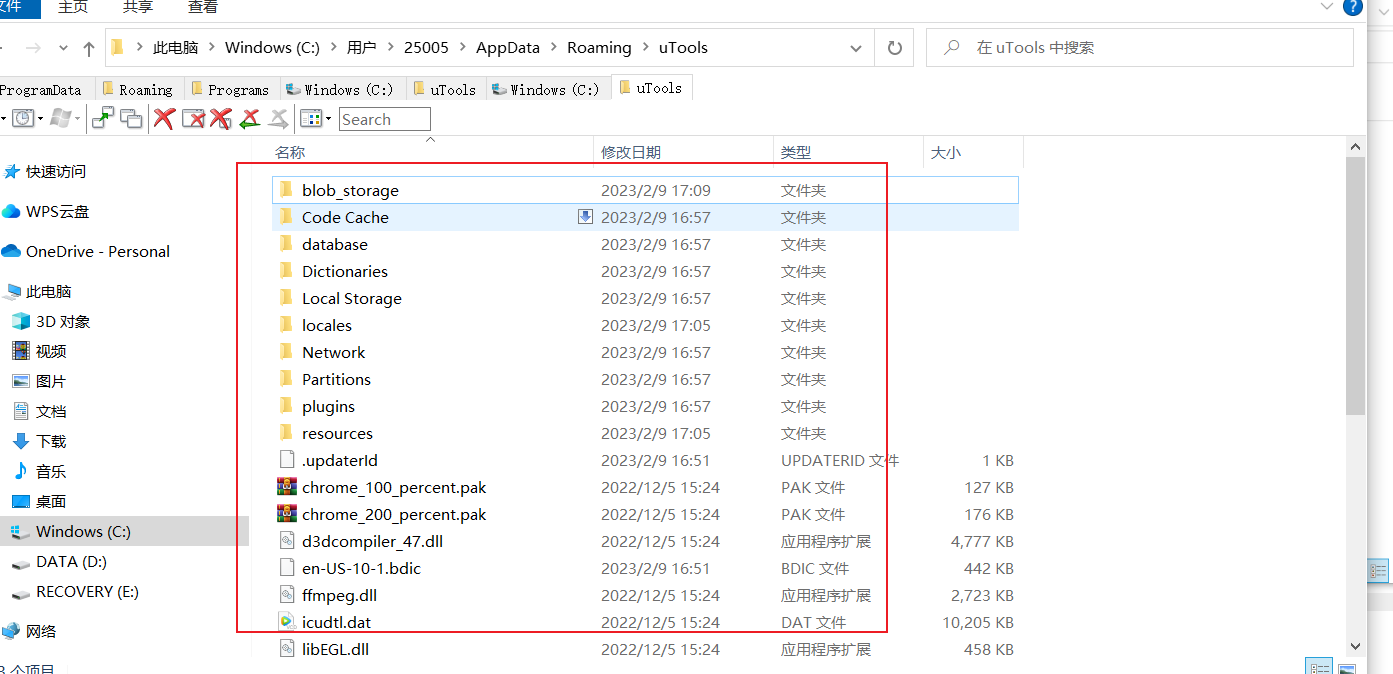 文件 主页 共享 查看
此电脑 Windows (C:) 用户 25005 AppData Roaming uTools 在 uTools 中搜索
ProgramData Roaming Programs Windows (C:) uTools Windows (C:) uTools
Search
名称 修改日期 类型 大小
快速访问
WPS云盘
OneDrive - Personal
此电脑
3D 对象
视频
图片
文档
下载
音乐
桌面
Windows (C:)
DATA (D:)
RECOVERY (E:)
网络
个项目
blob_storage 2023/2/9 17:09 文件夹
Code Cache 2023/2/9 16:57 文件夹
database 2023/2/9 16:57 文件夹
Dictionaries 2023/2/9 16:57 文件夹
Local Storage 2023/2/9 16:57 文件夹
locales 2023/2/9 17:05 文件夹
Network 2023/2/9 16:57 文件夹
Partitions 2023/2/9 16:57 文件夹
plugins 2023/2/9 16:57 文件夹
resources 2023/2/9 17:05 文件夹
.updaterId 2023/2/9 16:51 UPDATERID 文件 1 KB
chrome_100_percent.pak 2022/12/5 15:24 PAK 文件 127 KB
chrome_200_percent.pak 2022/12/5 15:24 PAK 文件 176 KB
d3dcompiler_47.dll 2022/12/5 15:24 应用程序扩展 4,777 KB
en-US-10-1.bdic 2023/2/9 16:51 BDIC 文件 442 KB
ffmpeg.dll 2022/12/5 15:24 应用程序扩展 2,723 KB
icudtl.dat 2022/12/5 15:24 DAT 文件 10,205 KB
libEGL.dll 2022/12/5 15:24 应用程序扩展 458 KB